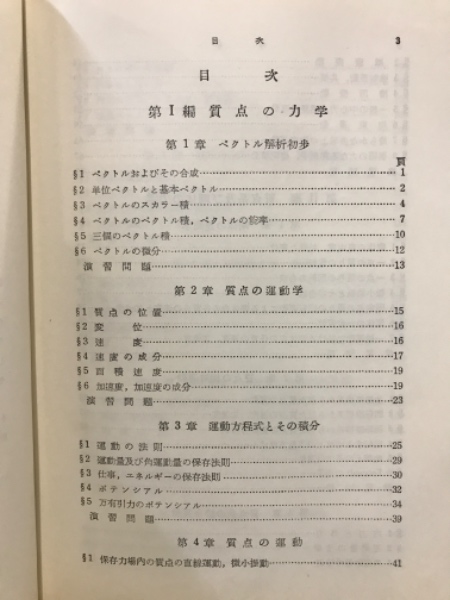 目次 3
目次
第I編 質点の力学
第1章 ベクトル解析初歩
頁
§1 ベクトルおよびその合成 1
§2 単位ベクトルと基本ベクトル 2
§3 ベクトルのスカラー積 4
§4 ベクトルのベクトル積，ベクトルの能率 7
§5 三個のベクトル積 10
§6 ベクトルの微分 12
演習問題 13
第2章 質点の運動学
§1 質点の位置 15
§2 変位 16
§3 速度 16
§4 速度の成分 17
§5 面積速度 19
§6 加速度，加速度の成分 19
演習問題 23
第3章 運動方程式とその積分
§1 運動の法則 25
§2 運動量及び角運動量の保存法則 29
§3 仕事，エネルギーの保存法則 30
§4 ポテンシアル 32
§5 万有引力のポテンシアル 34
演習問題 39
第4章 質点の運動
§1 保存力場内の質点の直線運動，微小振動 41